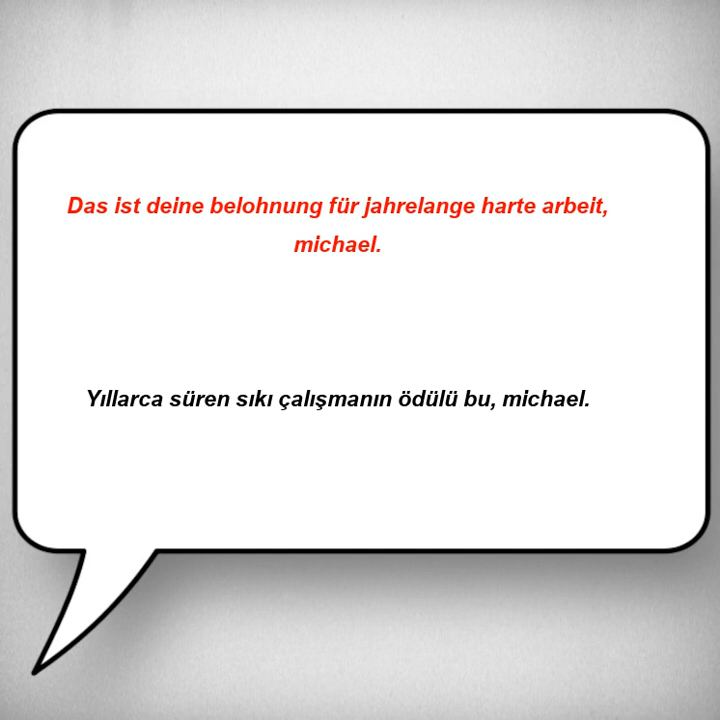 Das ist deine belohnung für jahrelange harte arbeit,
michael.
Yıllarca süren sıkı çalışmanın ödülü bu, michael.